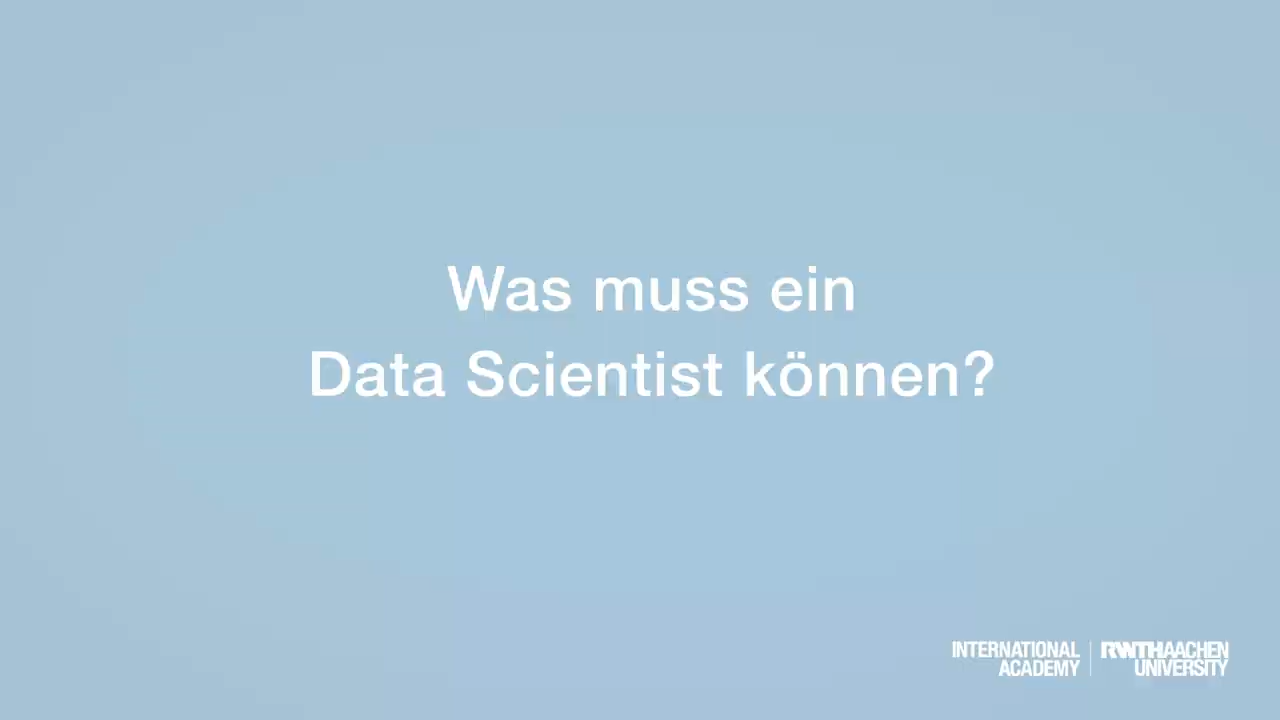 Was muss ein
Data Scientist können?
INTERNATIONAL
ACADEMY
RWTHAACHEN
UNIVERSITY